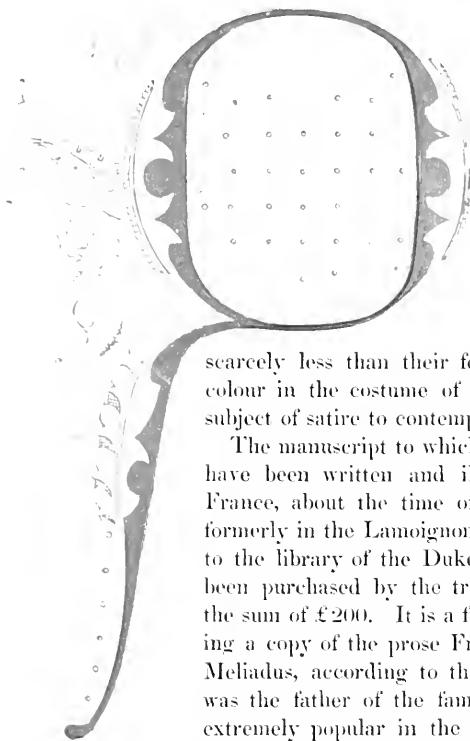 scarcely less than their fo
colour in the costume of
subject of satire to contemp
The manuscript to which
have been written and il
France, about the time o
formerly in the Lamoignon
to the library of the Duke
been purchased by the tr
the sum of £200. It is a f
ing a copy of the prose Fr
Meliadus, according to th
was the father of the fam
extremely popular in the